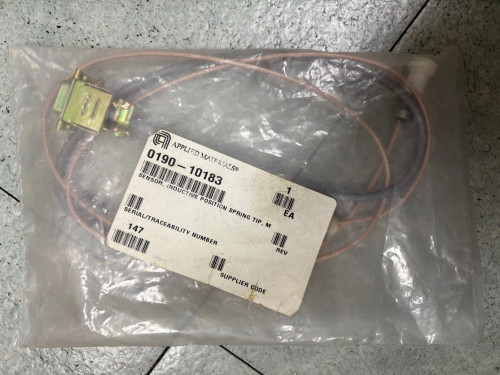 APPLIED MATERIALS®
0190-10183
1
SENSOR, INDUCTIVE POSITION SPRING TIP, M
EA
SERIAL/TRACEABILITY NUMBER
REV
147
SUPPLIER CODE